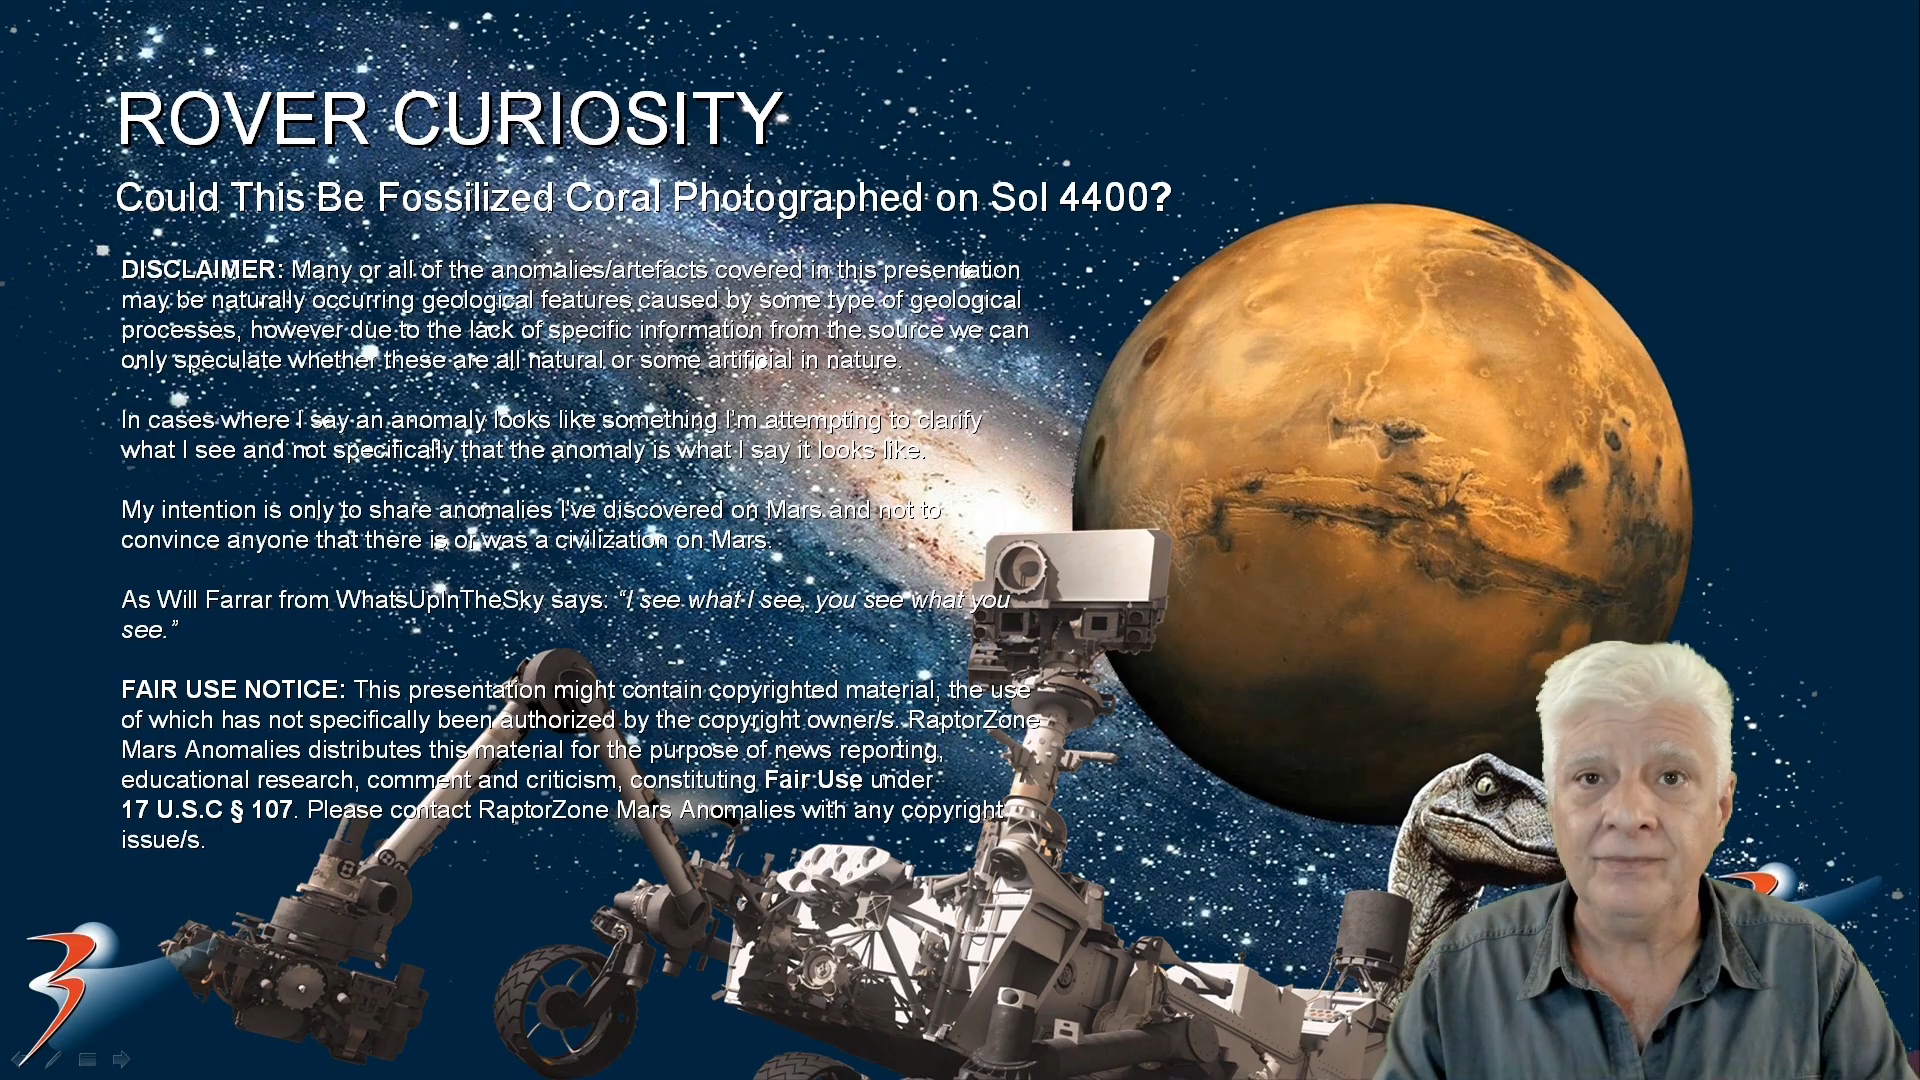 ROVER CURIOSITY
Could This Be Fossilized Coral Photographed on Sol 4400?
DISCLAIMER: Many or all of the anomalies/artefacts covered in this presentation
may be naturally occurring geological features caused by some type of geological
processes, however due to the lack of specific information from the source we can
only speculate whether these are all natural or some artificial in nature.
In cases where I say an anomaly looks like something I'm attempting to clarify
what I see and not specifically that the anomaly is what I say it looks like.
My intention is only to share anomalies I've discovered on Mars and not to
convince anyone that there is or was a civilization on Mars.
As Will Farrar from WhatsUpInTheSky says: “I see what I see, you see what you
see.”
FAIR USE NOTICE: This presentation might contain copyrighted material, the use
of which has not specifically been authorized by the copyright owner/s. RaptorZone
Mars Anomalies distributes this material for the purpose of news reporting,
educational research, comment and criticism, constituting Fair Use under
17 U.S.C § 107. Please contact RaptorZone Mars Anomalies with any copyright
issue/s.